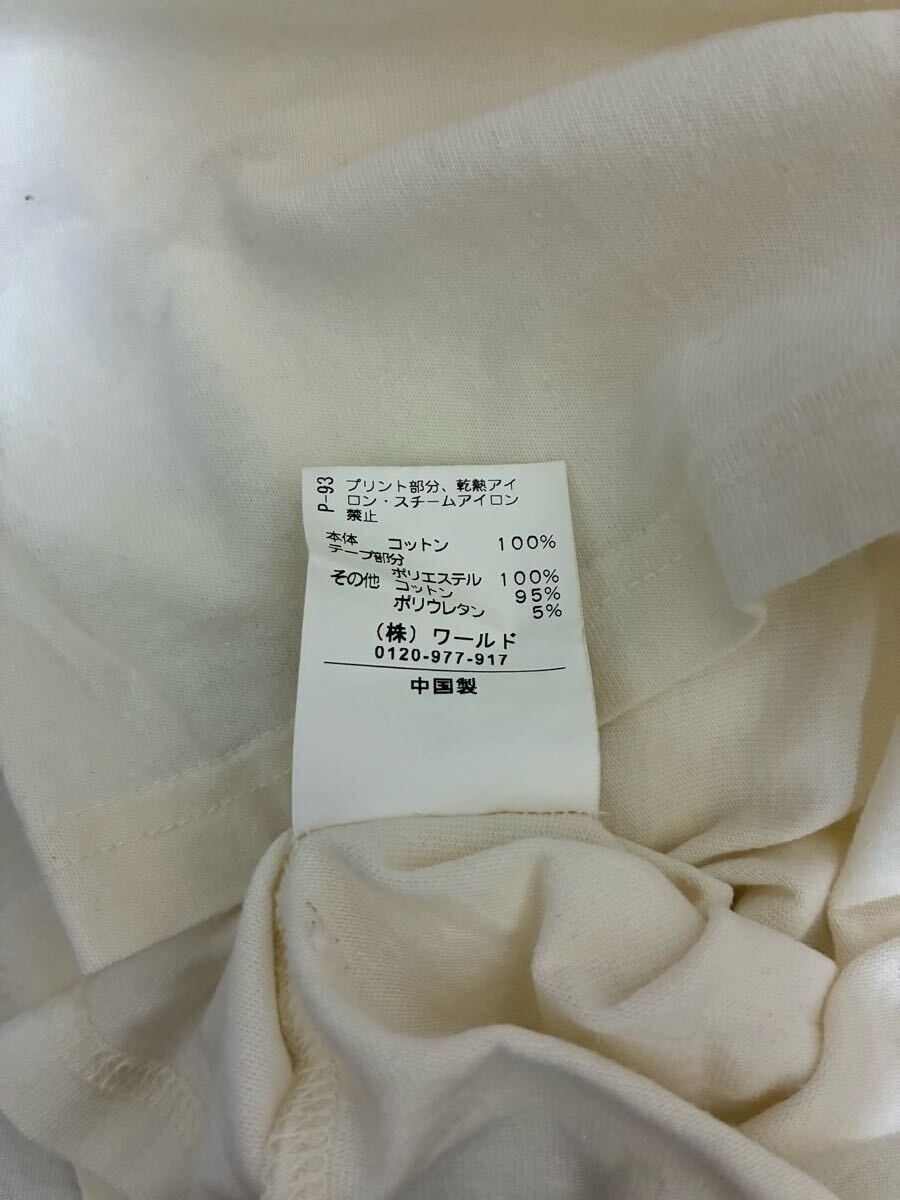 P-93
プリント部分、乾熱アイ
ロン・スチームアイロン
禁止
本体 コットン 100%
テープ部分
ポリエステル 100%
その他 コットン 95%
ポリウレタン 5%
(株)ワールド
0120-977-917
中国製